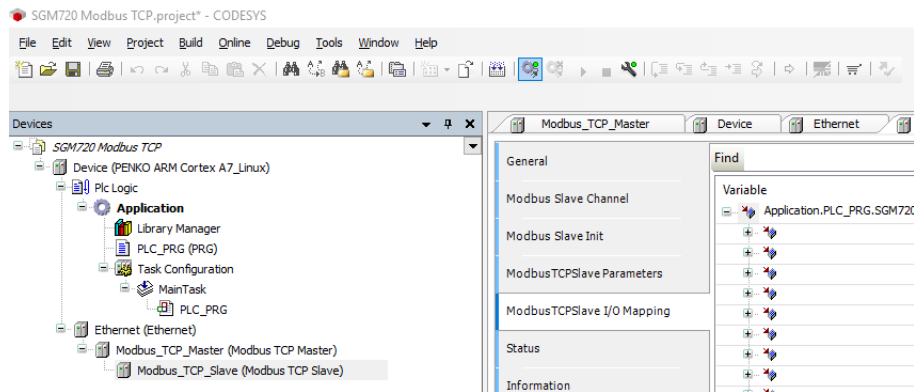 SGM720 Modbus TCP.project* - CODESYS
File Edit View Project Build Online Debug Tools Window Help
Devices
SGM720 Modbus TCP
Device (PENKO ARM Cortex A7_Linux)
Plc Logic
Application
Library Manager
PLC_PRG (PRG)
Task Configuration
MainTask
PLC_PRG
Ethernet (Ethernet)
Modbus_TCP_Master (Modbus TCP Master)
Modbus_TCP_Slave (Modbus TCP Slave)
Modbus_TCP_Master Device Ethernet
General
Modbus Slave Channel
Modbus Slave Init
ModbusTCPSlave Parameters
ModbusTCPSlave I/O Mapping
Status
Information
Find
Variable
Application.PLC_PRG.SGM720